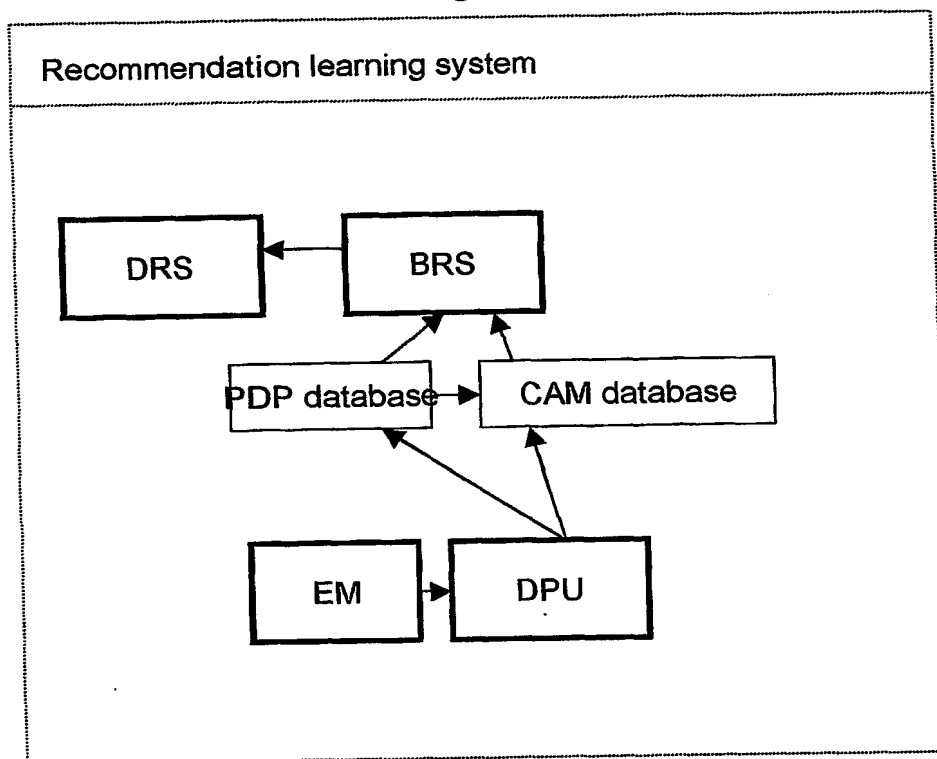 Recommendation learning system
DRS
BRS
PDP database
CAM database
EM
DPU